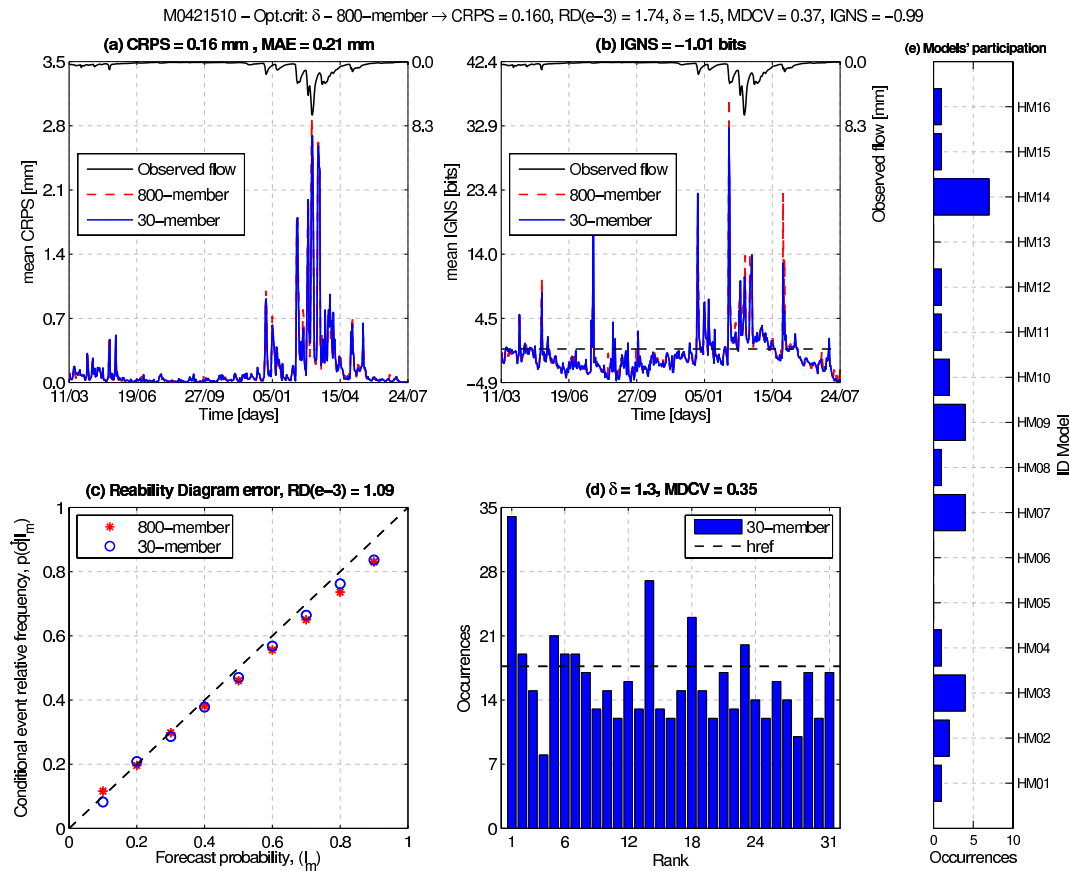 M0421510 − Opt.crit: δ − 800−member → CRPS = 0.160, RD(e−3) = 1.74, δ = 1.5, MDCV = 0.37, IGNS = −0.99
(a) CRPS = 0.16 mm , MAE = 0.21 mm
3.5
2.8
2.1
1.4
0.7
0.0
0.0
8.3
mean CRPS [mm]
Observed flow
800−member
30−member
11/03
19/06
27/09
05/01
15/04
24/07
Time [days]
(b) IGNS = −1.01 bits
42.4
32.9
23.4
14.0
4.5
−4.9
0.0
8.3
mean IGNS [bits]
Observed flow [mm]
Observed flow
800−member
30−member
11/03
19/06
27/09
05/01
15/04
24/07
Time [days]
(e) Models' participation
HM16
HM15
HM14
HM13
HM12
HM11
HM10
HM09
HM08
HM07
HM06
HM05
HM04
HM03
HM02
HM01
ID Model
0
5
10
Occurrences
(c) Reability Diagram error, RD(e−3) = 1.09
1
0.8
0.6
0.4
0.2
0
800−member
30−member
0
0.2
0.4
0.6
0.8
1
Forecast probability, (I_m)
(d) δ = 1.3, MDCV = 0.35
35
28
21
14
7
0
Occurrences
30−member
href
1
6
12
18
24
31
Rank